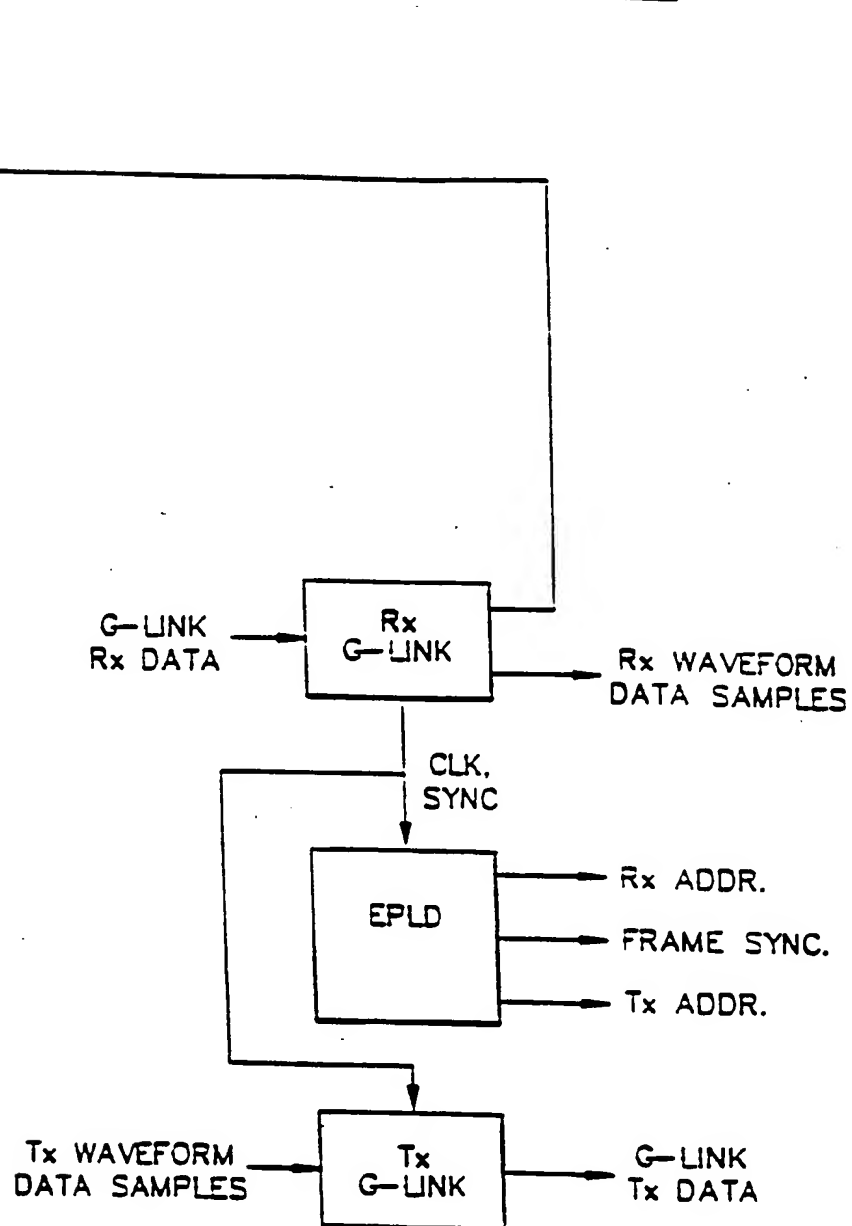 G-LINK
Rx DATA
Rx
G-LINK
Rx WAVEFORM
DATA SAMPLES
CLK,
SYNC
EPLD
Rx ADDR.
FRAME SYNC.
Tx ADDR.
Tx WAVEFORM
DATA SAMPLES
Tx
G-LINK
G-LINK
Tx DATA